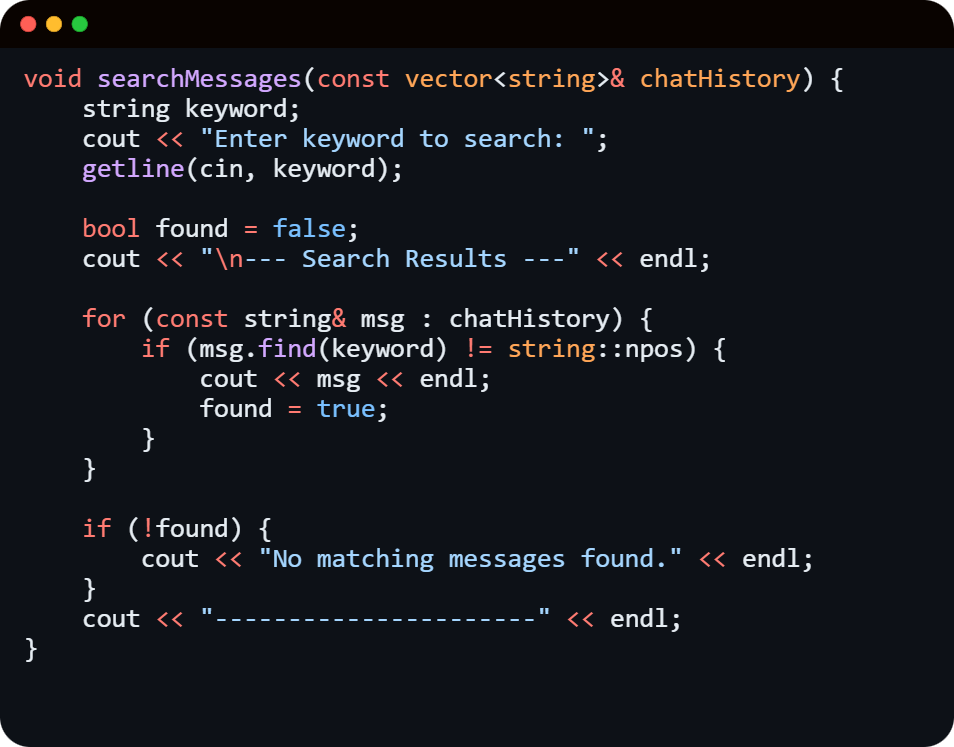 void searchMessages(const vector<string>& chatHistory) {
    string keyword;
    cout << "Enter keyword to search: ";
    getline(cin, keyword);

    bool found = false;
    cout << "\n--- Search Results ---" << endl;

    for (const string& msg : chatHistory) {
        if (msg.find(keyword) != string::npos) {
            cout << msg << endl;
            found = true;
        }
    }

    if (!found) {
        cout << "No matching messages found." << endl;
    }
    cout << "----------------------" << endl;
}